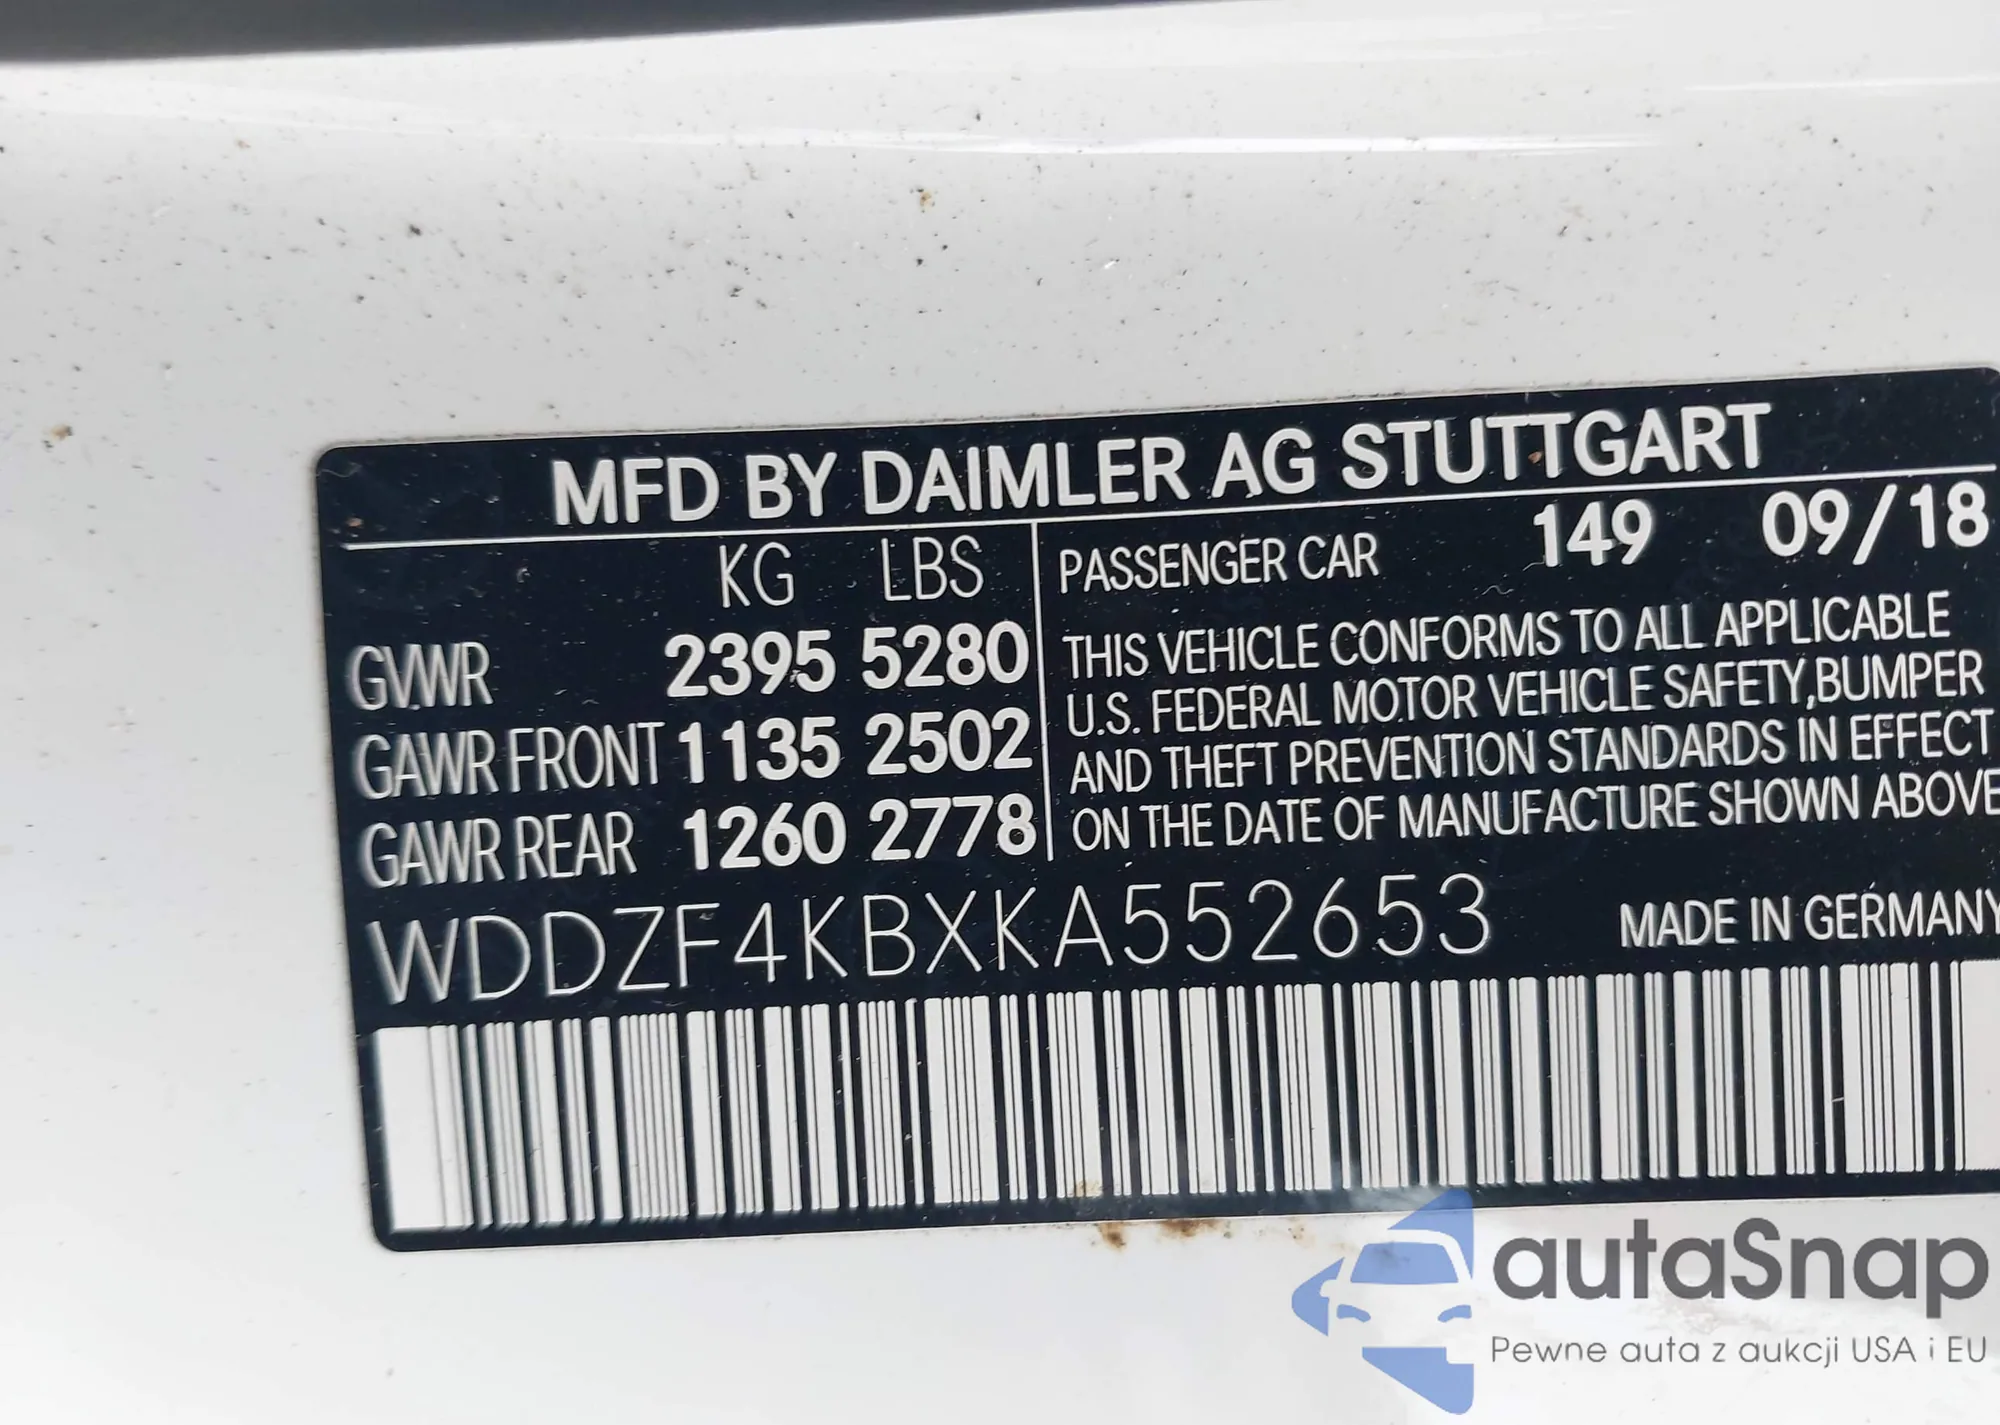 MFD BY DAIMLER AG STUTTGART
KG LBS
GVWR 2395 5280
GAWR FRONT 1135 2502
GAWR REAR 1260 2778
PASSENGER CAR 149 09/18
THIS VEHICLE CONFORMS TO ALL APPLICABLE
U.S. FEDERAL MOTOR VEHICLE SAFETY,BUMPER
AND THEFT PREVENTION STANDARDS IN EFFECT
ON THE DATE OF MANUFACTURE SHOWN ABOVE
WDDZF4KBXKA552653 MADE IN GERMANY
autaSnap
Pewne auta z aukcji USA i EU